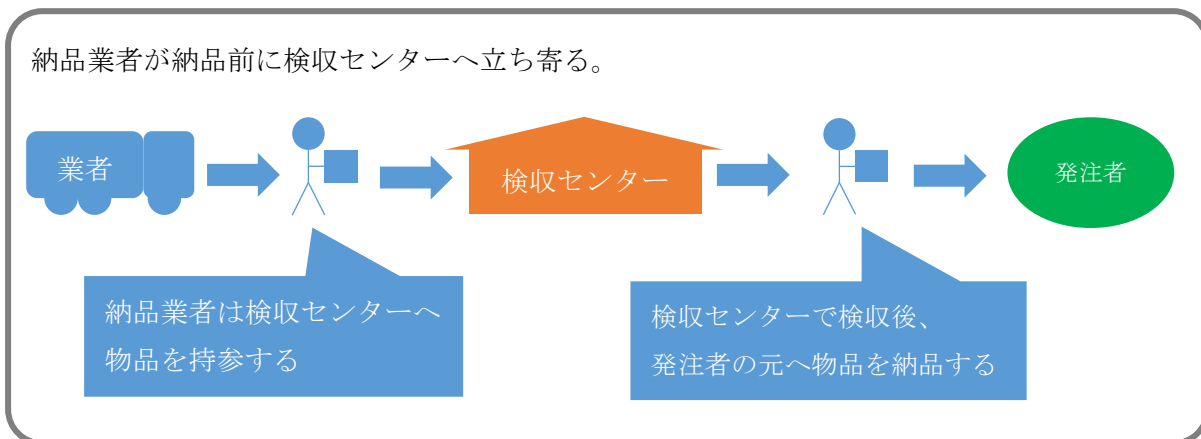 納品業者が納品前に検収センターへ立ち寄る。
業者
検収センター
発注者
納品業者は検収センターへ
物品を持参する
検収センターで検収後、
発注者の元へ物品を納品する